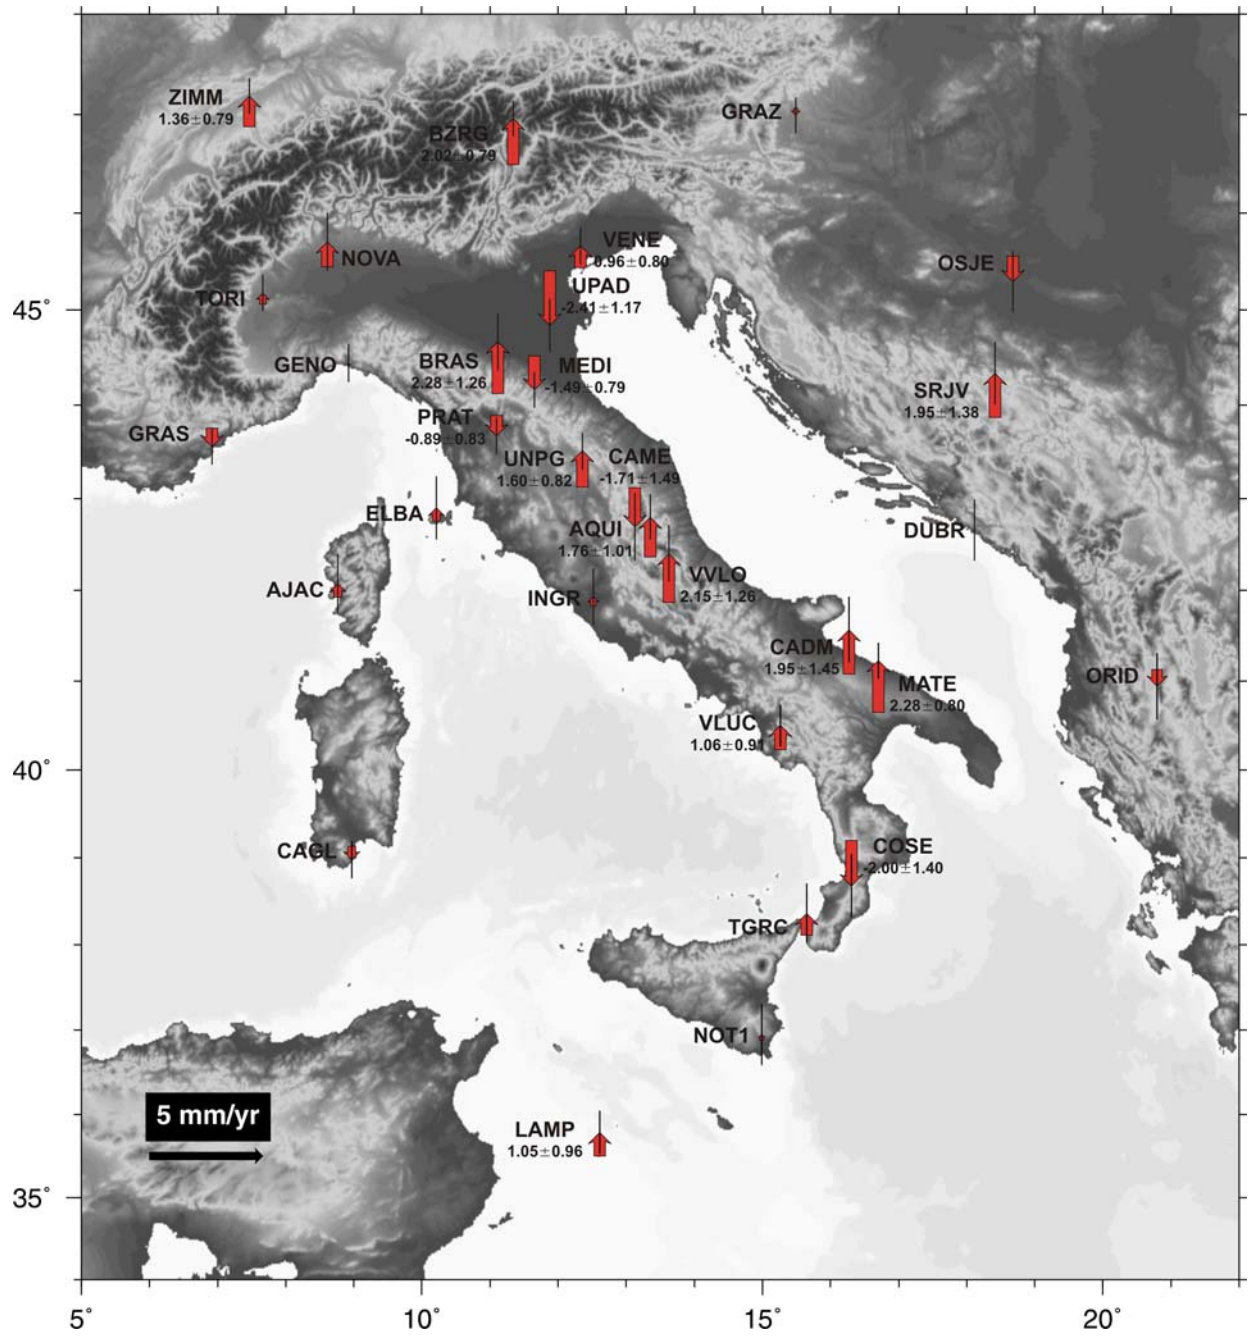 ZIMM
1.36±0.79
GRAZ
BZRG
2.02±0.79
VENE
0.96±0.80
NOVA
OSJE
UPAD
-2.41±1.17
TORI
45°
GENO
BRAS
2.28±1.26
MEDI
-1.49±0.79
SRJV
1.95±1.38
PRAT
-0.89±0.83
GRAS
UNPG
1.60±0.82
CAME
-1.71±1.49
ELBA
AQUI
1.76±1.01
DUBR
VVLO
2.15±1.26
AJAC
INGR
CADM
1.95±1.45
MATE
2.28±0.80
ORID
VLUC
1.06±0.91
40°
CAGL
COSE
-2.00±1.40
TGRC
NOT1
5 mm/yr
LAMP
1.05±0.96
35°
5°
10°
15°
20°